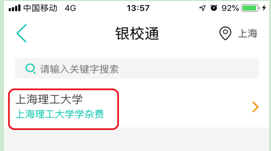 中国移动 4G 13:57 92%
银校通 上海
请输入关键字搜索
上海理工大学
上海理工大学学杂费